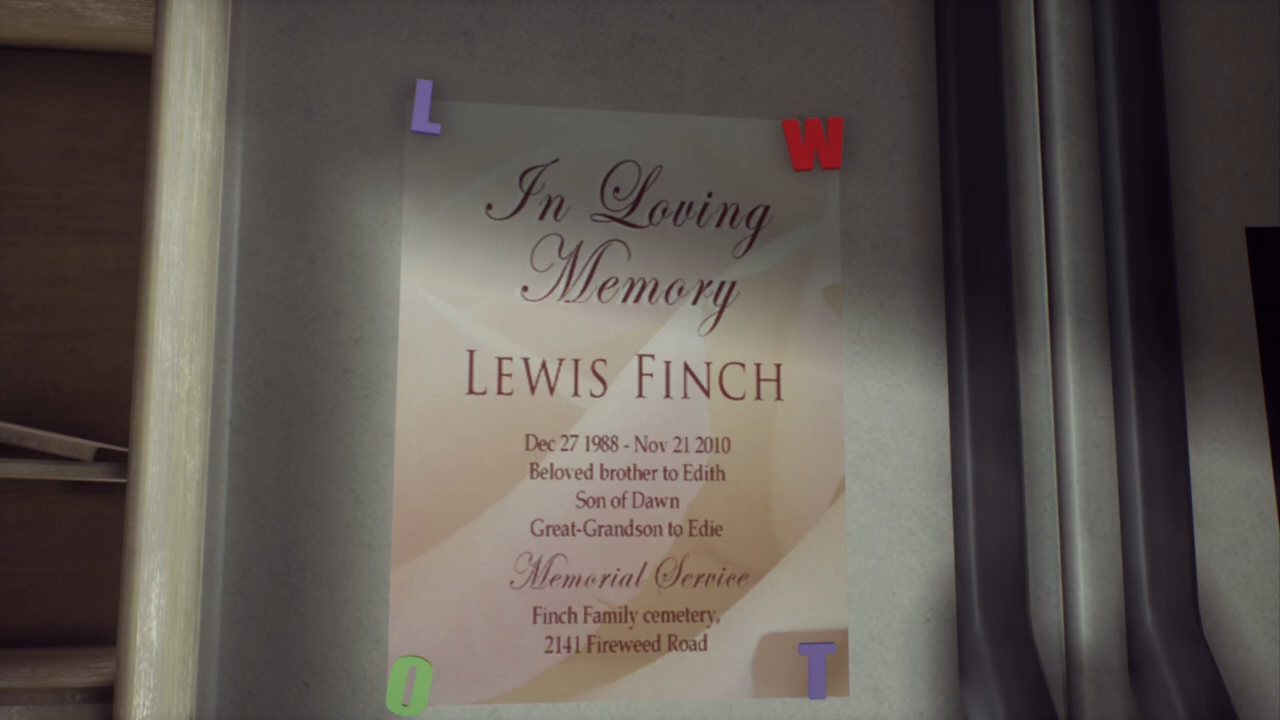 L
W
In Loving
Memory
LEWIS FINCH
Dec 27 1988 - Nov 21 2010
Beloved brother to Edith
Son of Dawn
Great-Grandson to Edie
Memorial Service
Finch Family cemetery,
2141 Fireweed Road
O
T